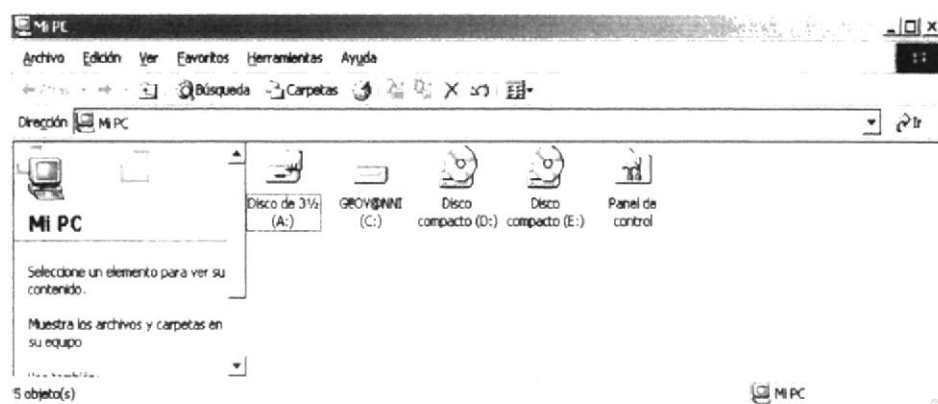 Mi PC
Archivo Edición Ver Favoritos Herramientas Ayuda
Búsqueda Carpetas
Dirección Mi PC Ir
Mi PC
Seleccione un elemento para ver su
contenido.
Muestra los archivos y carpetas en
su equipo
Disco de 3½
(A:)
GEOV@NNI
(C:)
Disco
compacto (D:)
Disco
compacto (E:)
Panel de
control
5 objeto(s) Mi PC